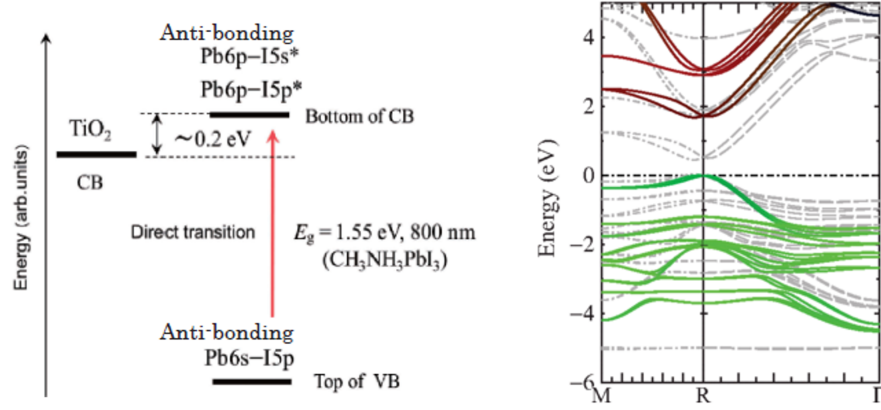 Anti-bonding
Pb6p–I5s*
Pb6p–I5p*
Bottom of CB
TiO₂
~0.2 eV
CB
Energy (arb.units)
Direct transition
E_g = 1.55 eV, 800 nm
(CH₃NH₃PbI₃)
Anti-bonding
Pb6s–I5p
Top of VB
Energy (eV)
4
2
0
−2
−4
−6
M
R
Γ